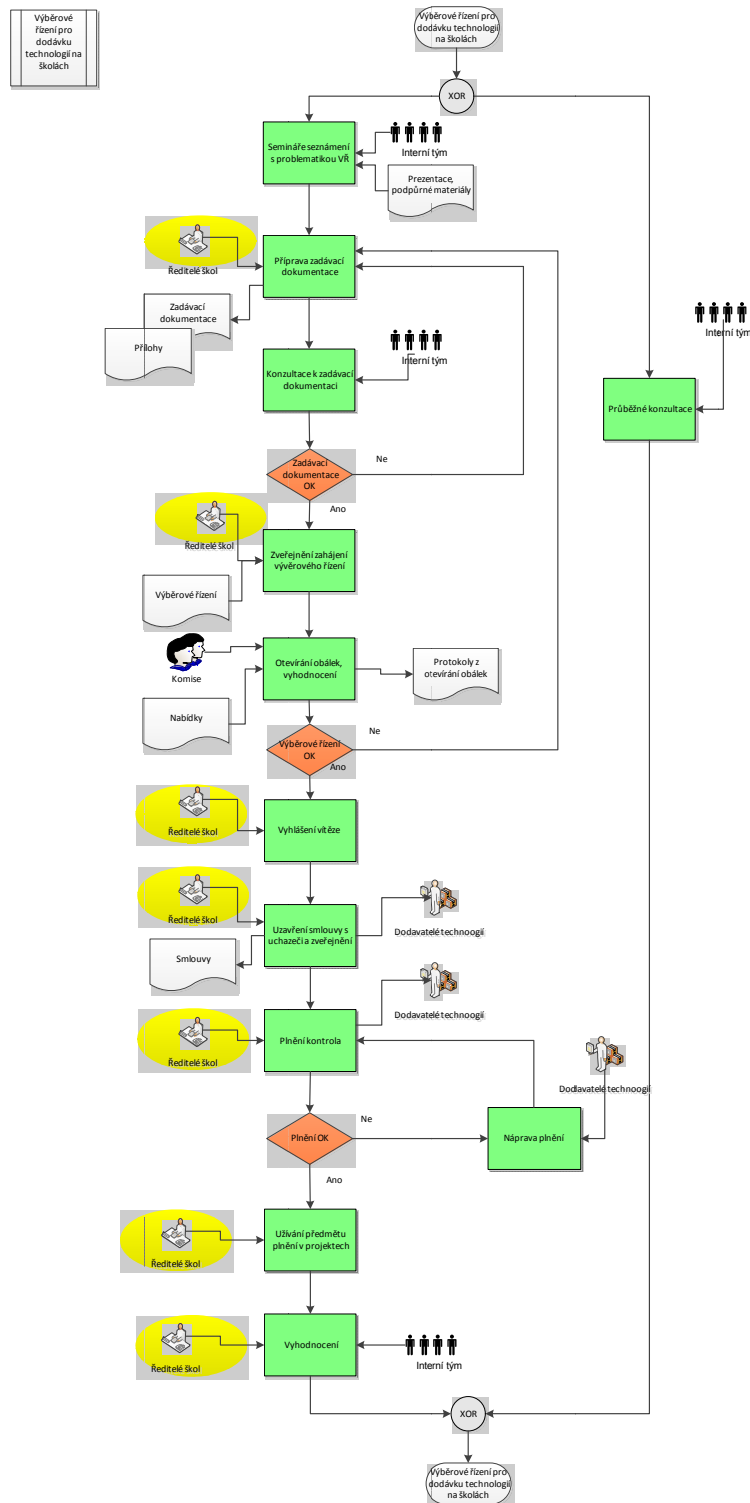 Výběrové
řízení pro
dodávku
technologií na
školách
Výběrové řízení pro
dodávku technologií
na školách
XOR
Semináře seznámení
s problematikou VŘ
Interní tým
Prezentace,
podpůrné materiály
Ředitelé škol
Příprava zadávací
dokumentace
Zadávací
dokumentace
Přílohy
Interní tým
Konzultace k zadávací
dokumentaci
Interní tým
Průběžné konzultace
Zadávací
dokumentace
OK
Ne
Ano
Ředitelé škol
Zveřejnění zahájení
vývěrového řízení
Výběrové řízení
Komise
Otevírání obálek,
vyhodnocení
Protokoly z
otevírání obálek
Nabídky
Výběrové řízení
OK
Ne
Ano
Ředitelé škol
Vyhlášení vítěze
Ředitelé škol
Uzavření smlouvy s
uchazeči a zveřejnění
Dodavatelé technoogií
Smlouvy
Ředitelé škol
Plnění kontrola
Dodavatelé technoogií
Dodavatelé technoogií
Plnění OK
Ne
Náprava plnění
Ano
Ředitelé škol
Užívání předmětu
plnění v projektech
Ředitelé škol
Vyhodnocení
Interní tým
XOR
Výběrové řízení pro
dodávku technologií
na školách